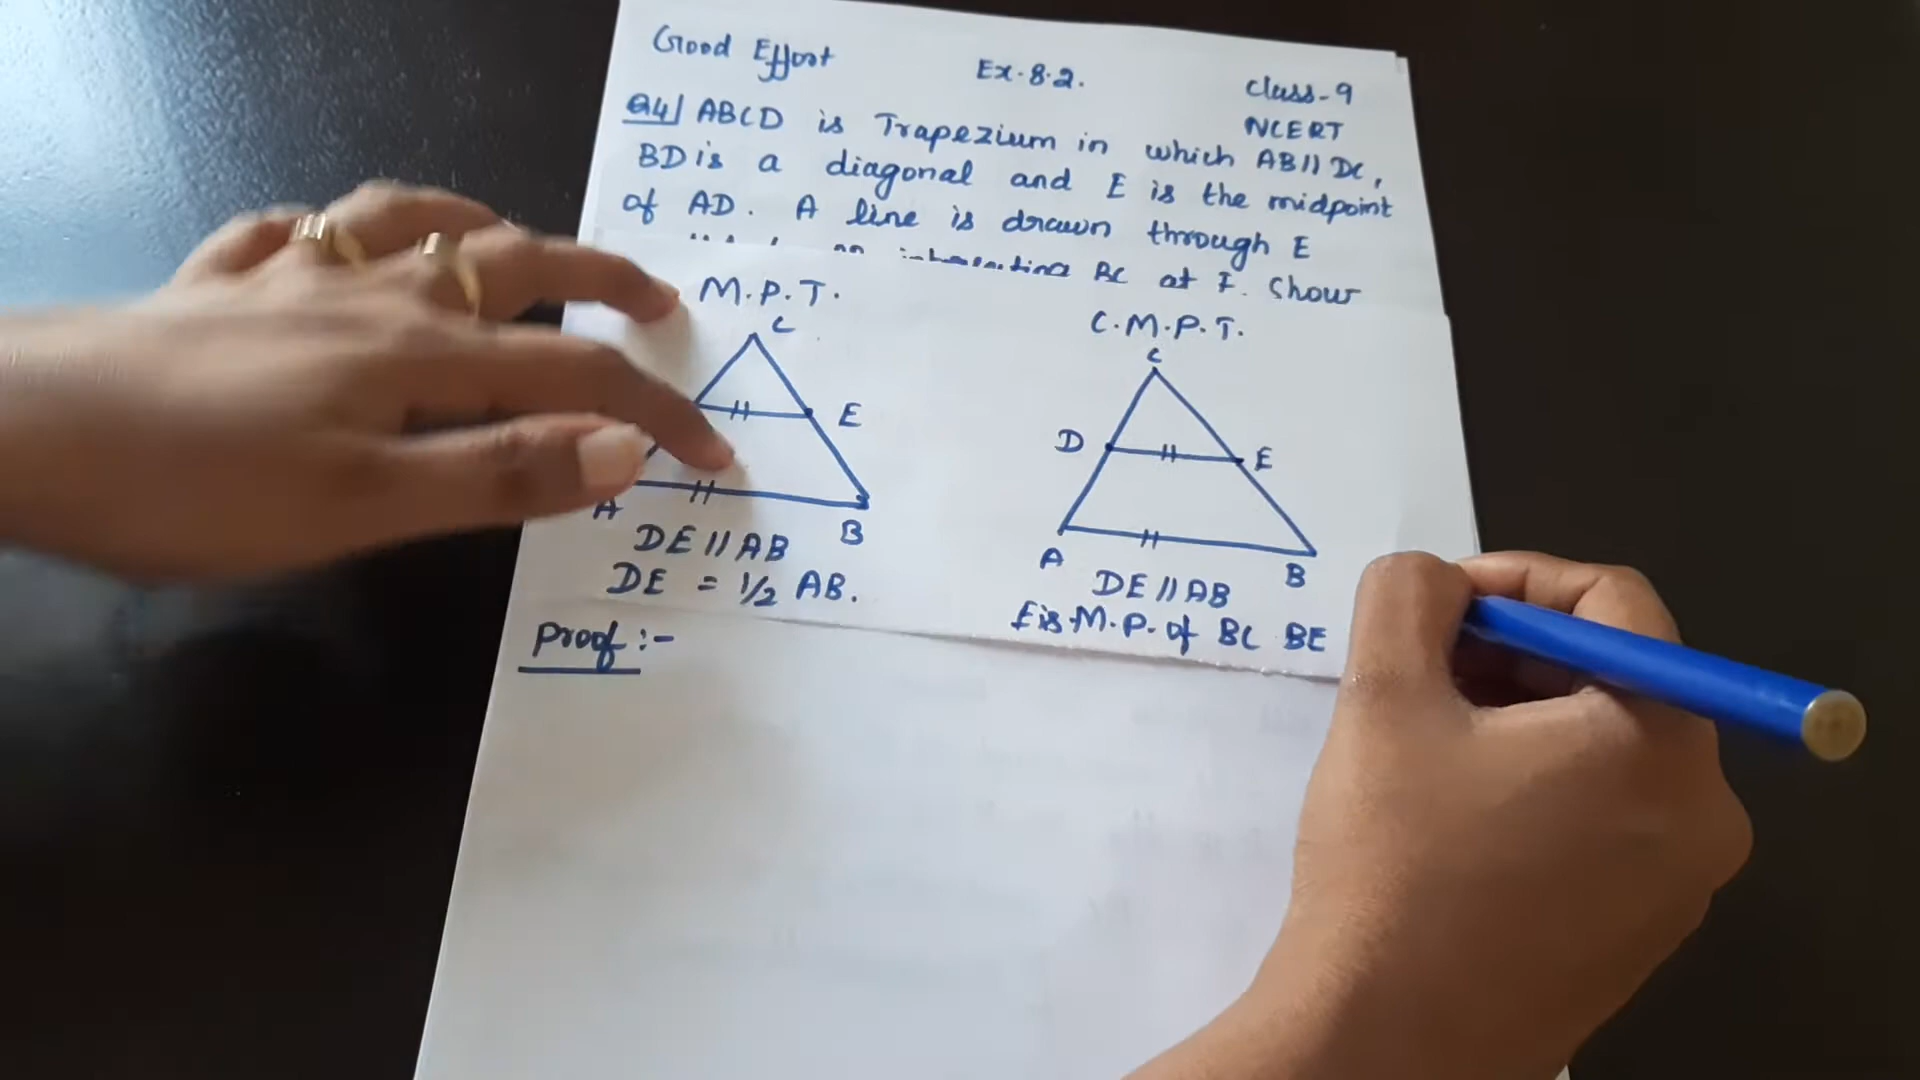 Good Effort
Ex.8.2.
Class-9
NCERT
Q4/ ABCD is Trapezium in which AB//DC,
BD is a diagonal and E is the midpoint
of AD. A line is drawn through E
BC at F. Show
M.P.T.
C
E
A
B
DE//AB
DE = 1/2 AB.
C.M.P.T.
C
D
E
A
B
DE//AB
E is M.P. of BC BE
Proof:-